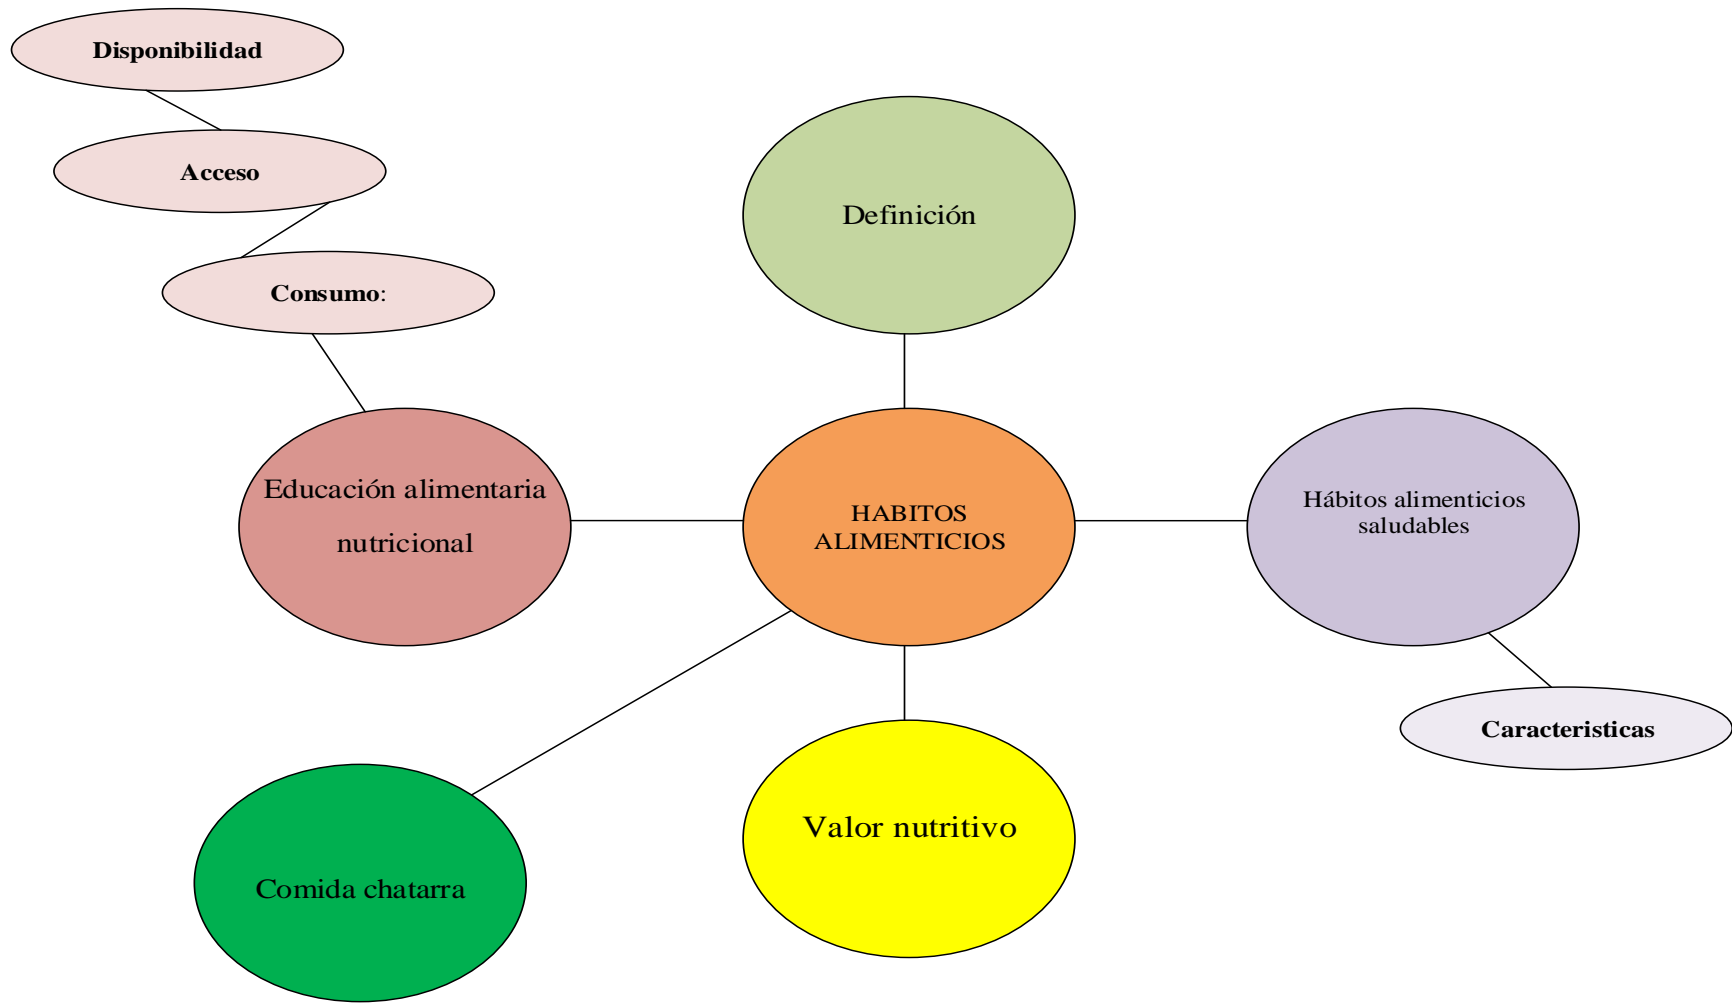 Disponibilidad
Acceso
Definición
Consumo:
Educación alimentaria
nutricional
HABITOS
ALIMENTICIOS
Hábitos alimenticios
saludables
Caracteristicas
Valor nutritivo
Comida chatarra